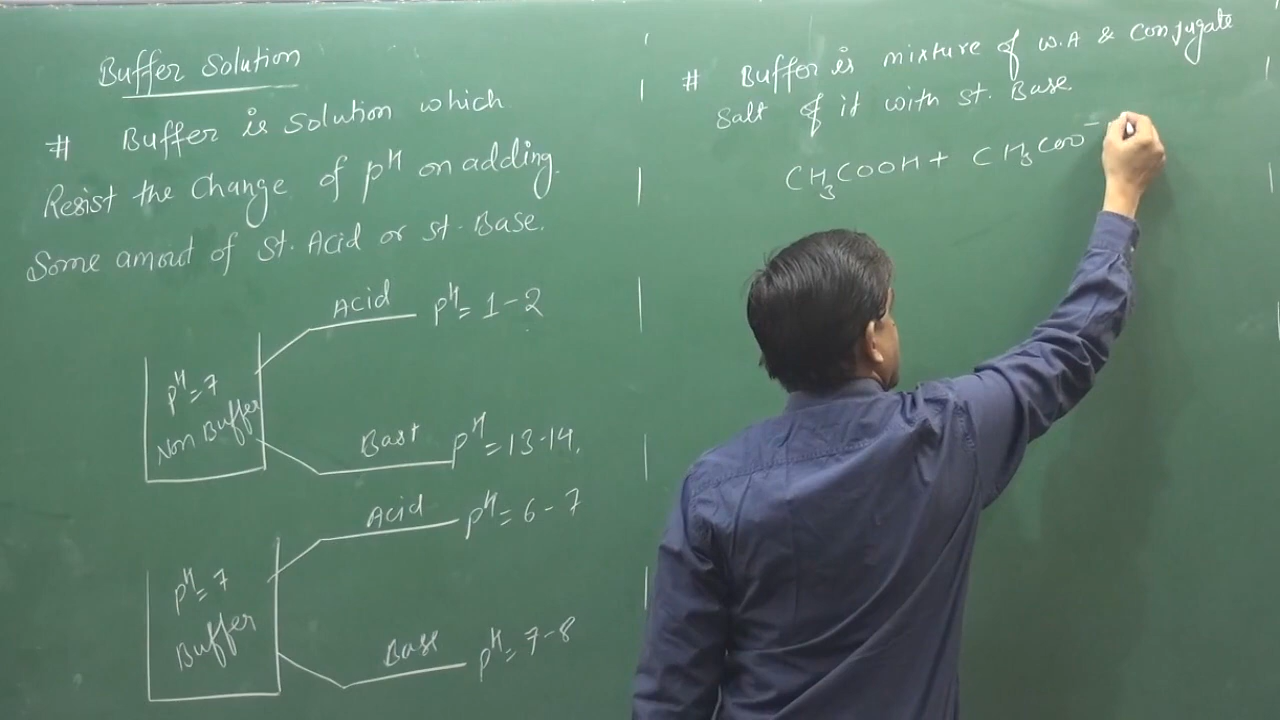 Buffer Solution
# Buffer is Solution which
Resist the Change of pH on adding.
Some amout of St. Acid or St. Base.
Acid pH= 1-2
pH=7
Non Buffer
Bast pH=13-14.
Acid pH= 6-7
pH=7
Buffer
Base pH= 7-8
# Buffer is mixture of W.A & Conjugate
Salt of it with St. Base.
CH₃COOH + CH₃COO⁻